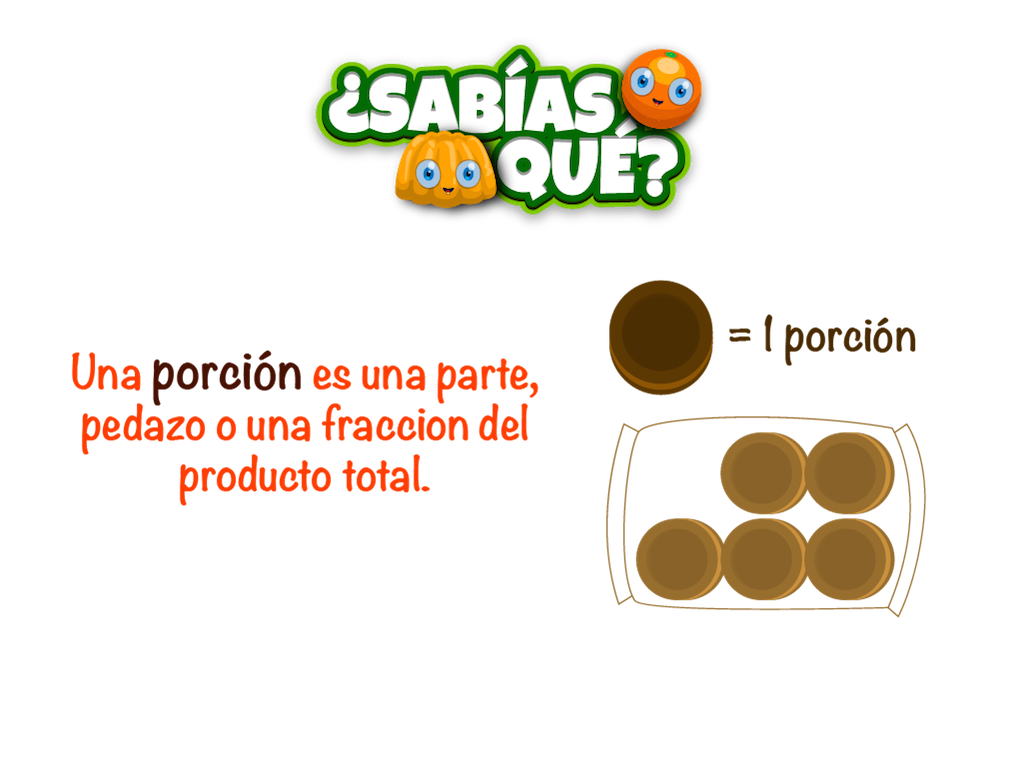 ¿SABÍAS
QUÉ?
= 1 porción
Una porción es una parte,
pedazo o una fraccion del
producto total.